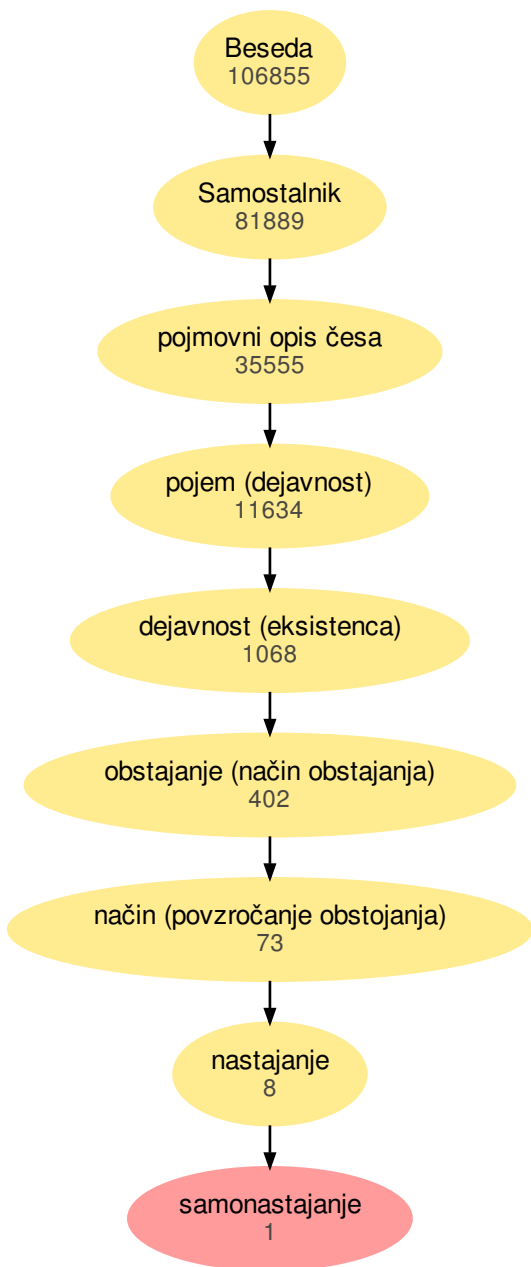 Beseda
106855
Samostalnik
81889
pojmovni opis česa
35555
pojem (dejavnost)
11634
dejavnost (eksistenca)
1068
obstajanje (način obstajanja)
402
način (povzročanje obstojanja)
73
nastajanje
8
samonastajanje
1